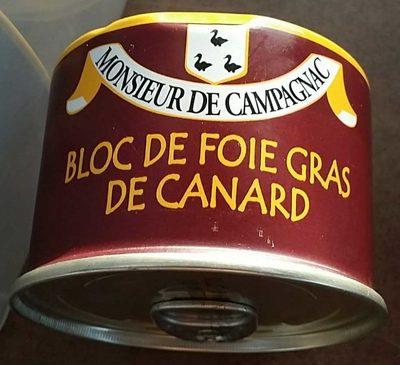 MONSIEUR DE CAMPAGNAC
BLOC DE FOIE GRAS
DE CANARD